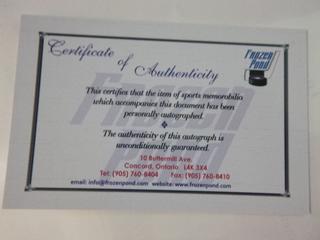 Certificate of Authenticity
Frozen Pond
This certifies that the item of sports memorabilia
which accompanies this document has been
personally autographed.
The authenticity of this autograph is
unconditionally guaranteed.
10 Buttermill Ave.
Concord, Ontario L4K 3X4
Tel: (905) 760-8404 Fax: (905) 760-8410
email: info@frozenpond.com website: www.frozenpond.com